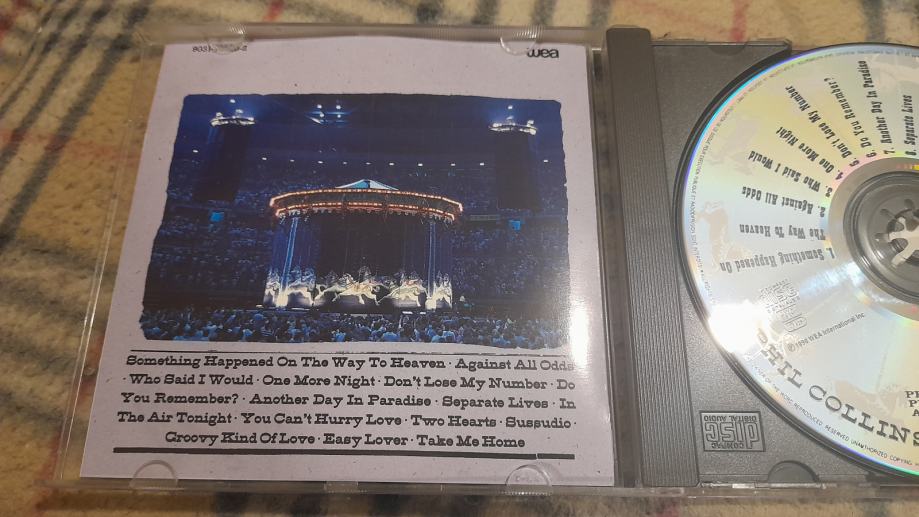 wea
Something Happened On The Way To Heaven · Against All Odds
· Who Said I Would · One More Night · Don't Lose My Number · Do
You Remember? · Another Day In Paradise · Separate Lives · In
The Air Tonight · You Can't Hurry Love · Two Hearts · Sussudio ·
Groovy Kind Of Love · Easy Lover · Take Me Home
1. Something Happened On
The Way To Heaven
2. Against All Odds
3. Who Said I Would
4. One More Night
5. Don't Lose My Number
6. Do You Remember?
7. Another Day In Paradise
8. Separate Lives
℗ 1990 WEA International Inc.
PHIL COLLINS
COMPACT
disc
DIGITAL AUDIO